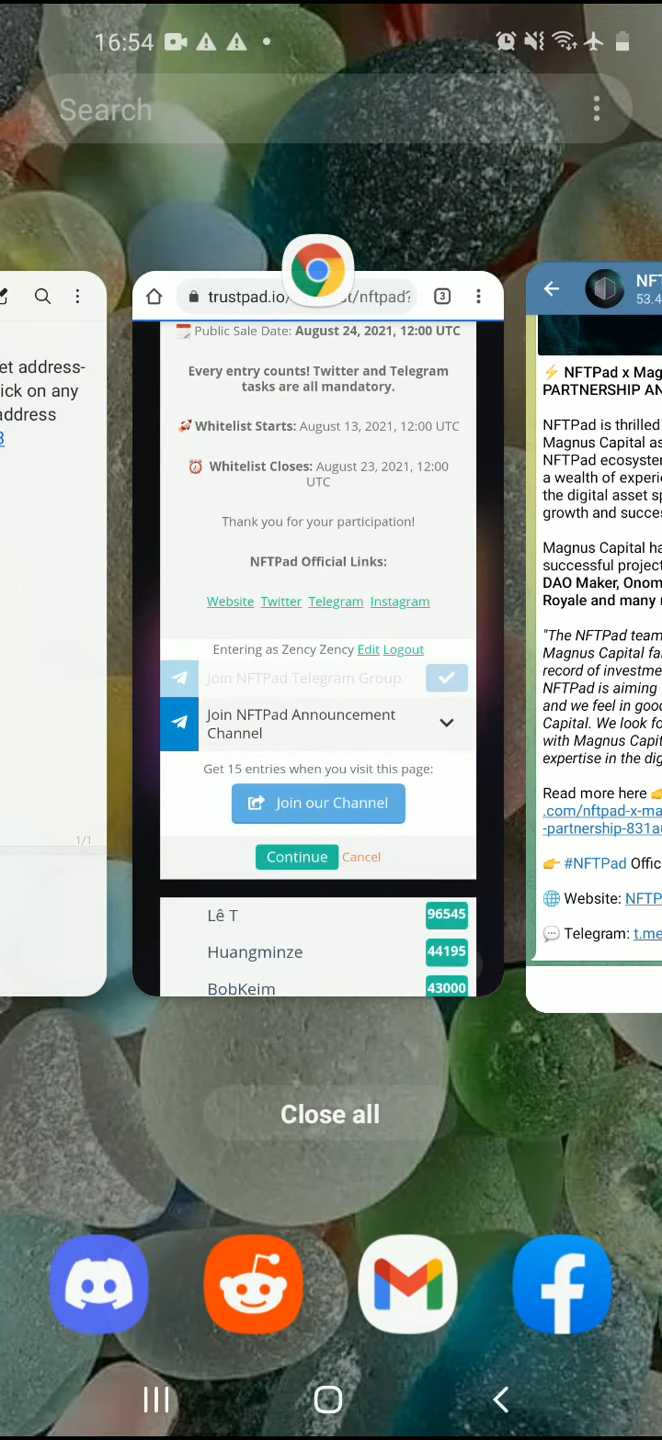 16:54
Search
et address-
ick on any
address
3
1/1
trustpad.io/
st/nftpad?
3
Public Sale Date: August 24, 2021, 12:00 UTC
Every entry counts! Twitter and Telegram
tasks are all mandatory.
Whitelist Starts: August 13, 2021, 12:00 UTC
Whitelist Closes: August 23, 2021, 12:00
UTC
Thank you for your participation!
NFTPad Official Links:
Website Twitter Telegram Instagram
Entering as Zency Zency Edit Logout
Join NFTPad Telegram Group
Join NFTPad Announcement
Channel
Get 15 entries when you visit this page:
Join our Channel
Continue Cancel
Lê T 96545
Huangminze 44195
BobKeim 43000
NFT
53.4
⚡ NFTPad x Mag
PARTNERSHIP AN
NFTPad is thrilled
Magnus Capital as
NFTPad ecosyste
a wealth of experi
the digital asset sp
growth and succes
Magnus Capital ha
successful project
DAO Maker, Onom
Royale and many
"The NFTPad team
Magnus Capital fa
record of investme
NFTPad is aiming
and we feel in good
Capital. We look fo
with Magnus Capit
expertise in the dig
Read more here 👉
.com/nftpad-x-ma
-partnership-831a
👉 #NFTPad Offic
🌐 Website: NFTP
💬 Telegram: t.me
Close all